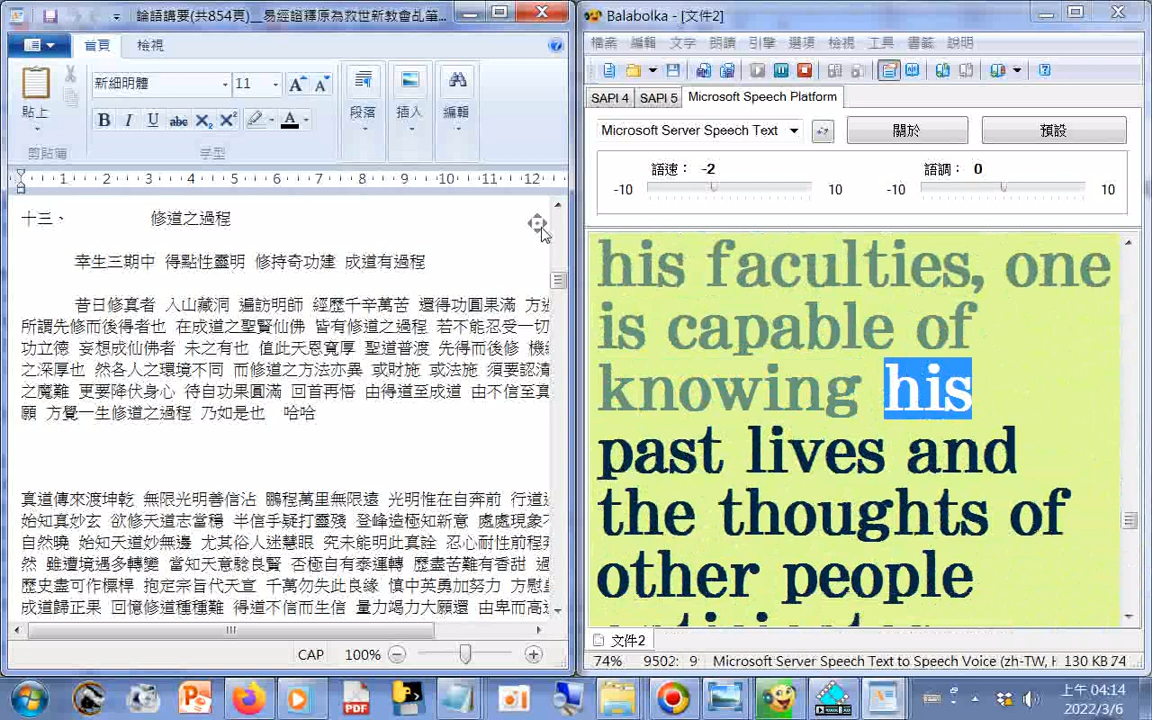 論語講要(共854頁)__易經證釋原為救世新教會乩筆...
首頁 檢視
貼上
剪貼簿
新細明體 11
B I U abc X₂ X² A
字型
段落
插入
編輯
1 2 3 4 5 6 7 8 9 10 11 12
十三、 修道之過程
幸生三期中 得點性靈明 修持奇功建 成道有過程
昔日修真者 入山藏洞 遍訪明師 經歷千辛萬苦 還得功圓果滿 方
所謂先修而後得者也 在成道之聖賢仙佛 皆有修道之過程 若不能忍受一切
功立德 妄想成仙佛者 未之有也 值此天恩寬厚 聖道普渡 先得而後修 機
之深厚也 然各人之環境不同 而修道之方法亦異 或財施 或法施 須要認清
之魔難 更要降伏身心 待自功果圓滿 回首再悟 由得道至成道 由不信至真
願 方覺一生修道之過程 乃如是也 哈哈
真道傳來渡坤乾 無限光明善信沾 鵬程萬里無限遠 光明惟在自奔前 行道
始知真妙玄 欲修天道志當穩 半信半疑打靈殘 登峰造極知新意 處處現象
自然曉 始知天道妙無邊 尤其俗人迷慧眼 究未能明此真詮 忍心耐性前程
然 雖遭境遇多轉變 當知天意騐良賢 否極自有泰運轉 歷盡苦難有香甜
歷史盡可作標桿 抱定宗旨代天宣 千萬勿失此良緣 慎中英勇加努力 方慰
成道歸正果 回憶修道種種難 得道不信而生信 量力竭力大願還 由卑而高
CAP 100%
Balabolka - [文件2]
檔案 編輯 文字 朗讀 引擎 選項 檢視 工具 書籤 說明
SAPI 4 SAPI 5 Microsoft Speech Platform
Microsoft Server Speech Text 關於 預設
語速： -2 語調： 0
-10 10 -10 10
his faculties, one
is capable of
knowing his
past lives and
the thoughts of
other people
文件2
74% 9502: 9 Microsoft Server Speech Text to Speech Voice (zh-TW, H 130 KB 74
上午 04:14
2022/3/6